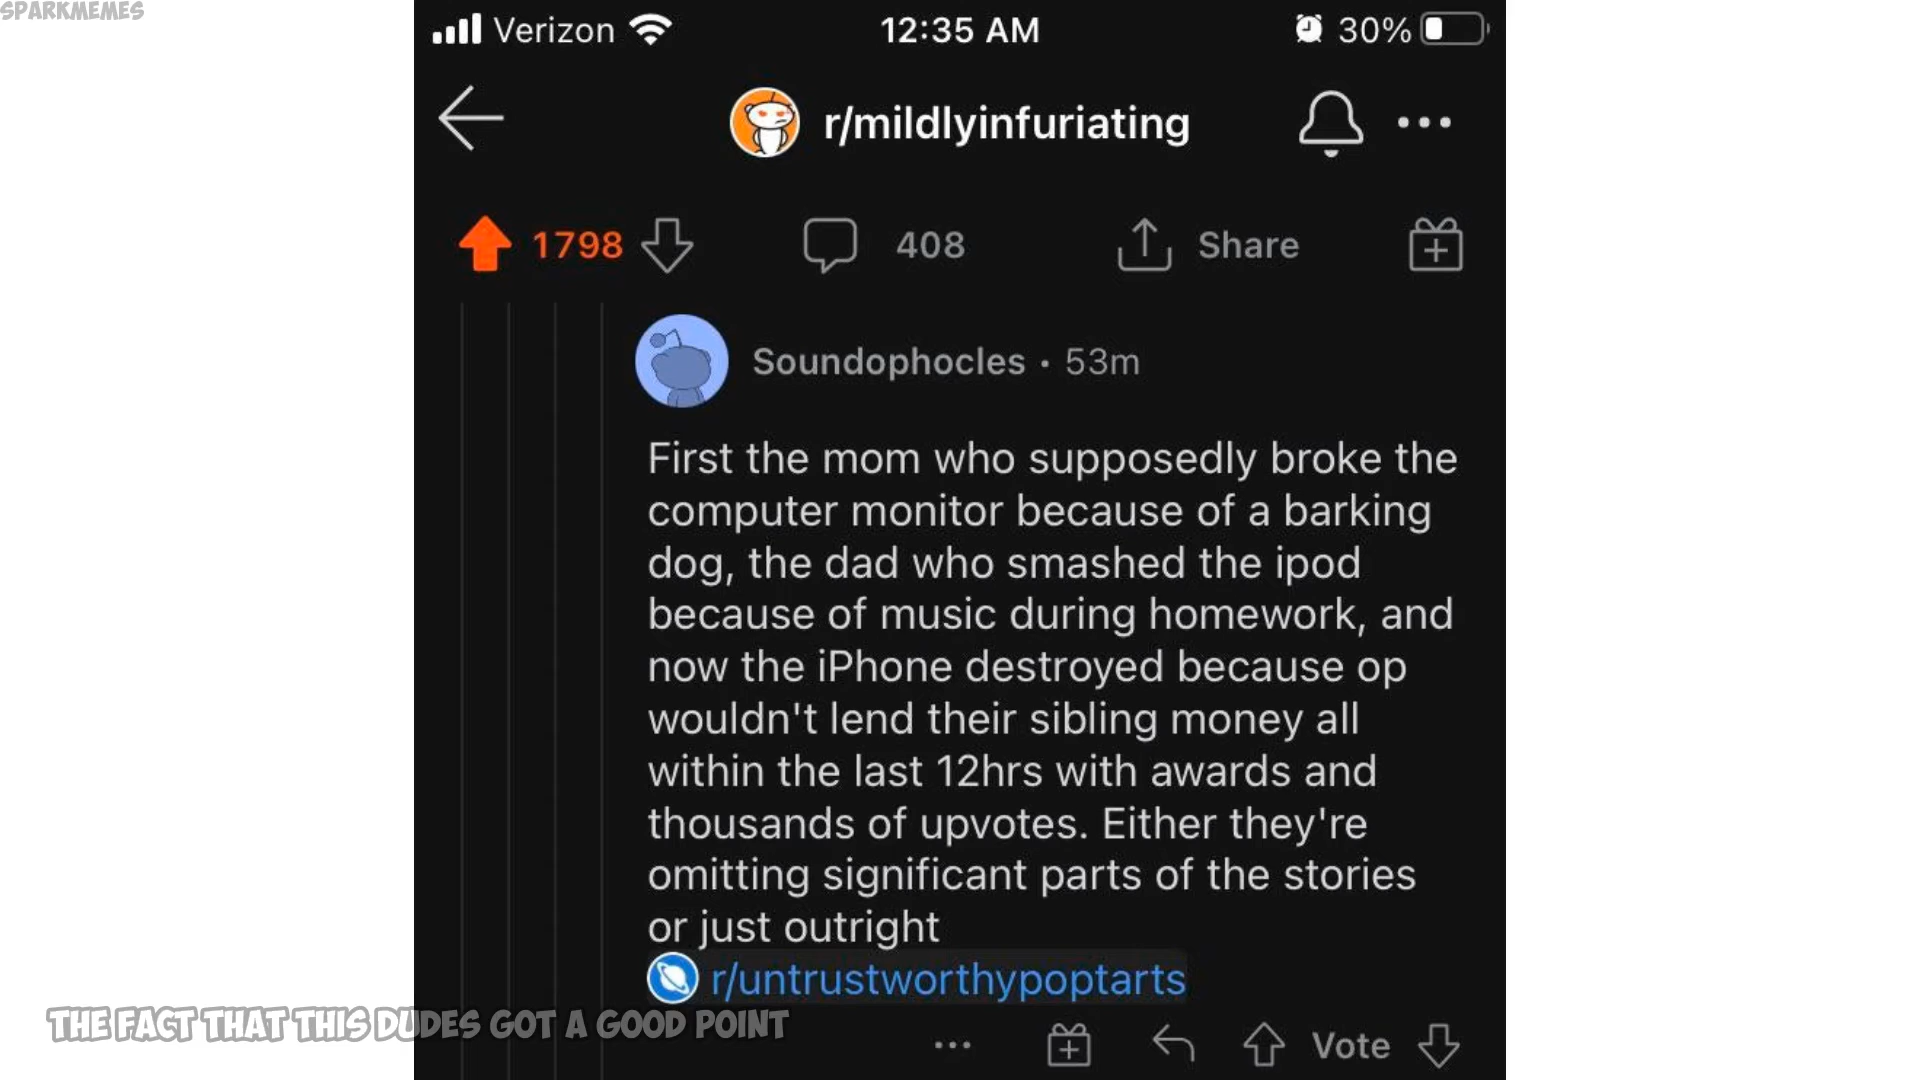 SPARKMEMES
Verizon 12:35 AM 30%
r/mildlyinfuriating
1798 408 Share
Soundophocles • 53m
First the mom who supposedly broke the
computer monitor because of a barking
dog, the dad who smashed the ipod
because of music during homework, and
now the iPhone destroyed because op
wouldn't lend their sibling money all
within the last 12hrs with awards and
thousands of upvotes. Either they're
omitting significant parts of the stories
or just outright
r/untrustworthypoptarts
THE FACT THAT THIS DUDES GOT A GOOD POINT
Vote